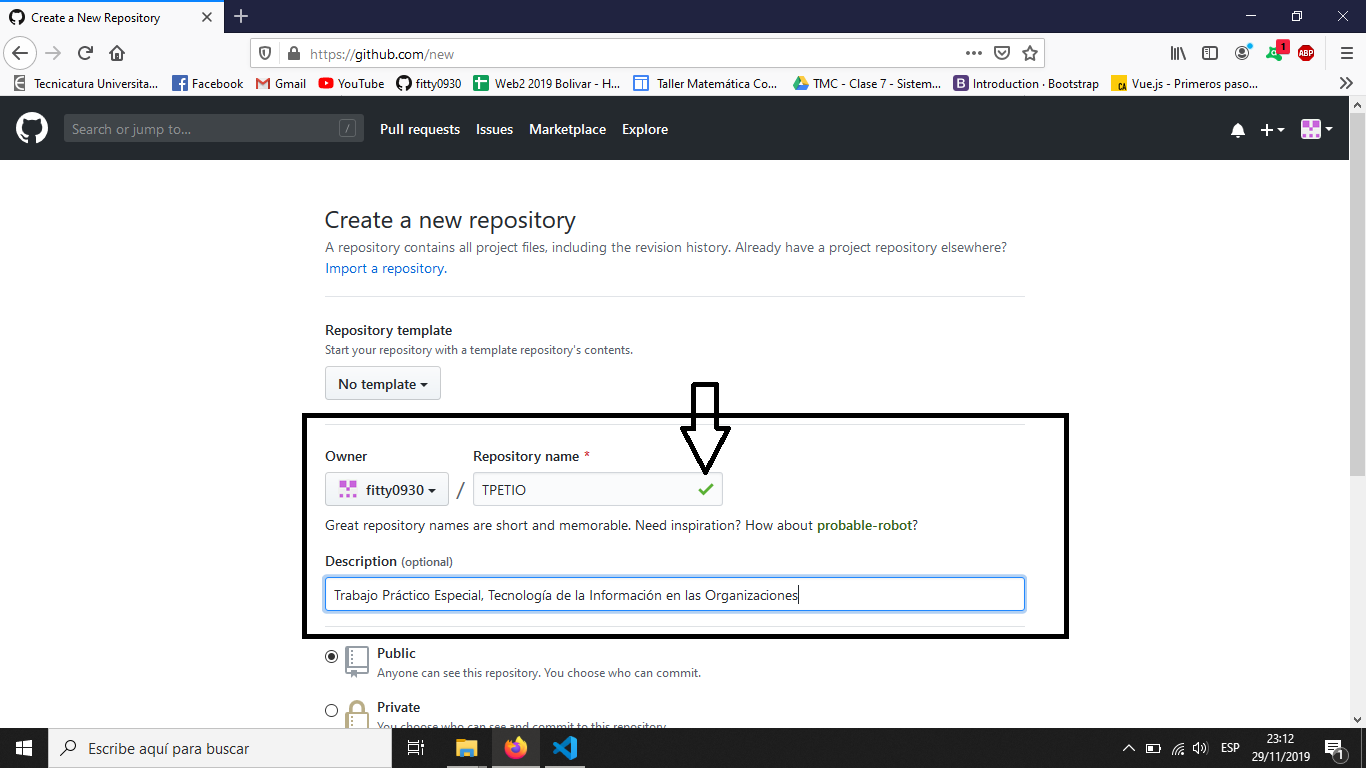 Create a New Repository
https://github.com/new
1
ABP
Tecnicatura Universita...
Facebook
Gmail
YouTube
fitty0930
Web2 2019 Bolivar - H...
Taller Matemática Co...
TMC - Clase 7 - Sistem...
B
Introduction · Bootstrap
CA
Vue.js - Primeros paso...
Search or jump to...
/
Pull requests
Issues
Marketplace
Explore
Create a new repository
A repository contains all project files, including the revision history. Already have a project repository elsewhere?
Import a repository.
Repository template
Start your repository with a template repository's contents.
No template
Owner
Repository name *
fitty0930
/
TPETIO
Great repository names are short and memorable. Need inspiration? How about probable-robot?
Description (optional)
Trabajo Práctico Especial, Tecnología de la Información en las Organizaciones
Public
Anyone can see this repository. You choose who can commit.
Private
You choose who can see and commit to this repository.
Escribe aquí para buscar
ESP
23:12
29/11/2019
1